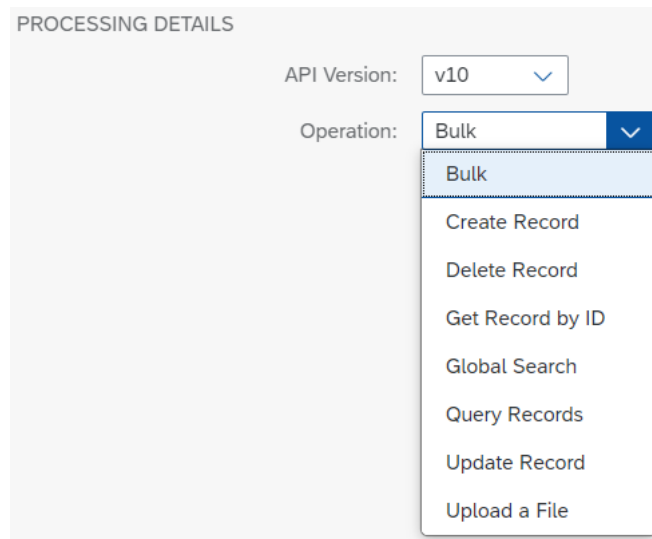 PROCESSING DETAILS
API Version: v10
Operation: Bulk
Bulk
Create Record
Delete Record
Get Record by ID
Global Search
Query Records
Update Record
Upload a File